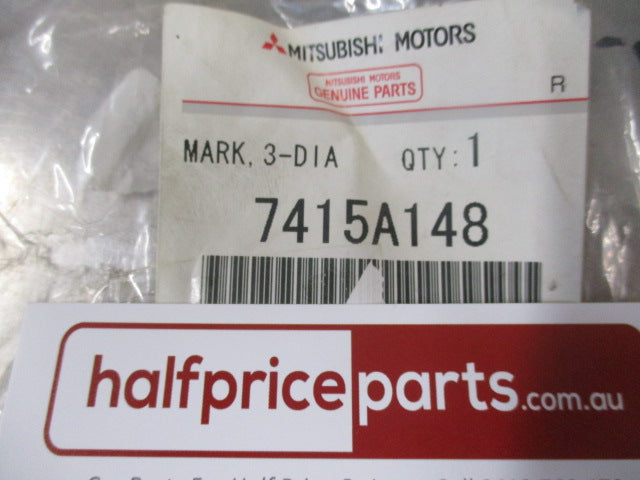 MITSUBISHI MOTORS
MITSUBISHI MOTORS
GENUINE PARTS
R
MARK, 3-DIA QTY: 1
7415A148
halfpriceparts.com.au